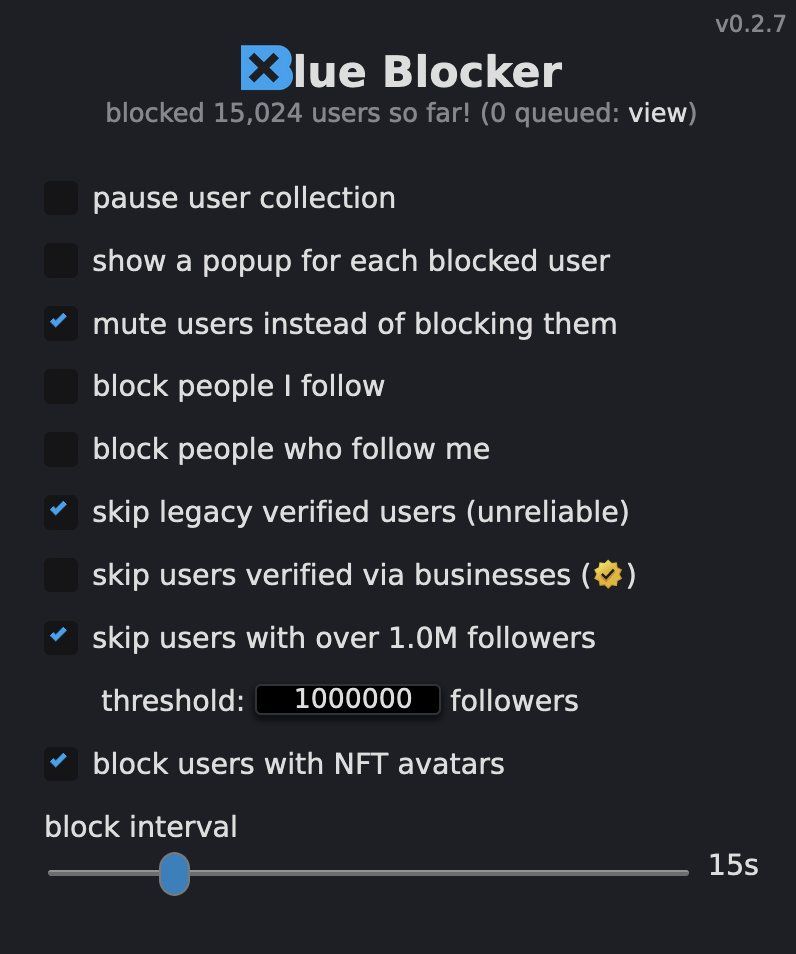 v0.2.7
Blue Blocker
blocked 15,024 users so far! (0 queued: view)
pause user collection
show a popup for each blocked user
mute users instead of blocking them
block people I follow
block people who follow me
skip legacy verified users (unreliable)
skip users verified via businesses ( )
skip users with over 1.0M followers
threshold: 1000000 followers
block users with NFT avatars
block interval
15s